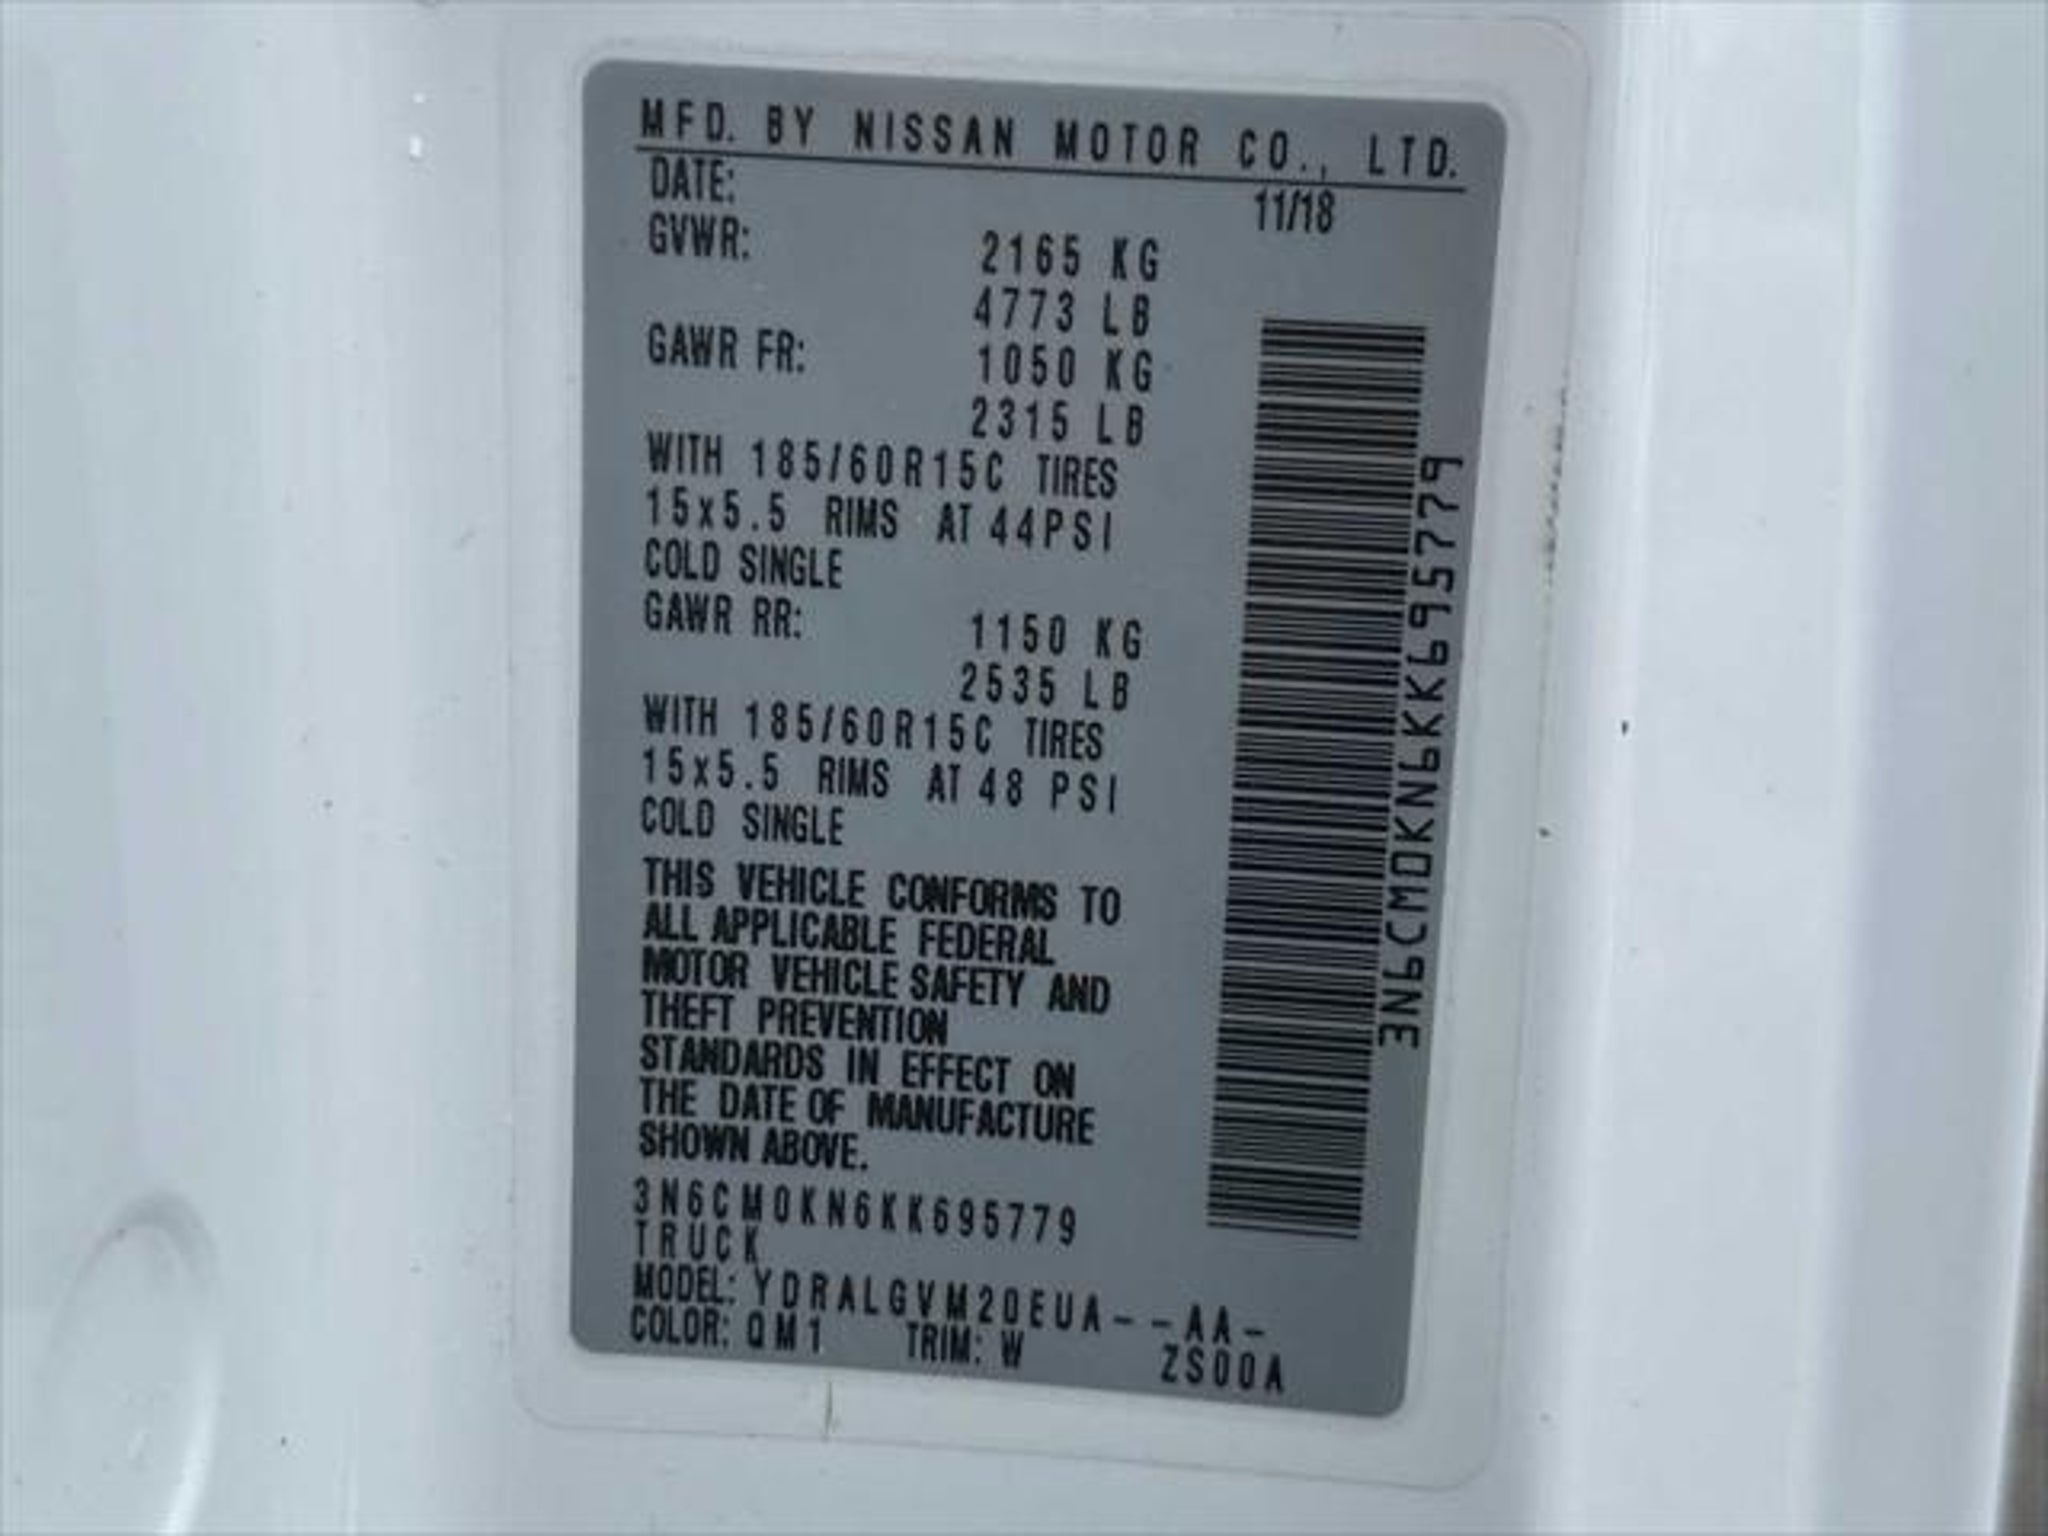 MFD. BY NISSAN MOTOR CO., LTD.
DATE: 11/18
GVWR: 2165 KG
4773 LB
GAWR FR: 1050 KG
2315 LB
WITH 185/60R15C TIRES
15x5.5 RIMS AT 44PSI
COLD SINGLE
GAWR RR: 1150 KG
2535 LB
WITH 185/60R15C TIRES
15x5.5 RIMS AT 48 PSI
COLD SINGLE
THIS VEHICLE CONFORMS TO
ALL APPLICABLE FEDERAL
MOTOR VEHICLE SAFETY AND
THEFT PREVENTION
STANDARDS IN EFFECT ON
THE DATE OF MANUFACTURE
SHOWN ABOVE.
3N6CM0KN6KK695779
TRUCK
MODEL: YDRALGVM20EUA--AA-
COLOR: QM1 TRIM: W ZS00A
3N6CM0KN6KK695779